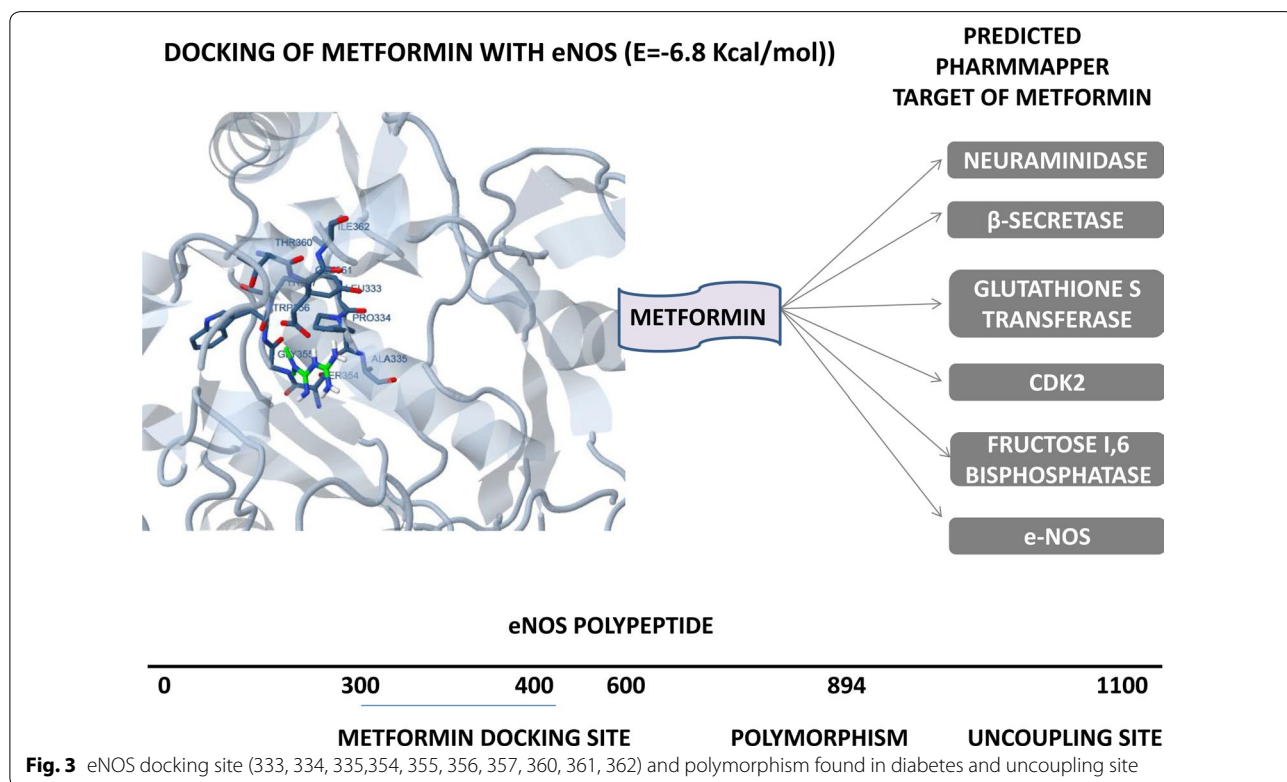 DOCKING OF METFORMIN WITH eNOS (E=-6.8 Kcal/mol))
PREDICTED
PHARMMAPPER
TARGET OF METFORMIN
ILE362
THR360
LEU333
TRP356
PRO334
GLY355
ALA335
SER354
METFORMIN
NEURAMINIDASE
β-SECRETASE
GLUTATHIONE S
TRANSFERASE
CDK2
FRUCTOSE I,6
BISPHOSPHATASE
e-NOS
eNOS POLYPEPTIDE
0 300 400 600 894 1100
METFORMIN DOCKING SITE POLYMORPHISM UNCOUPLING SITE
Fig. 3 eNOS docking site (333, 334, 335,354, 355, 356, 357, 360, 361, 362) and polymorphism found in diabetes and uncoupling site